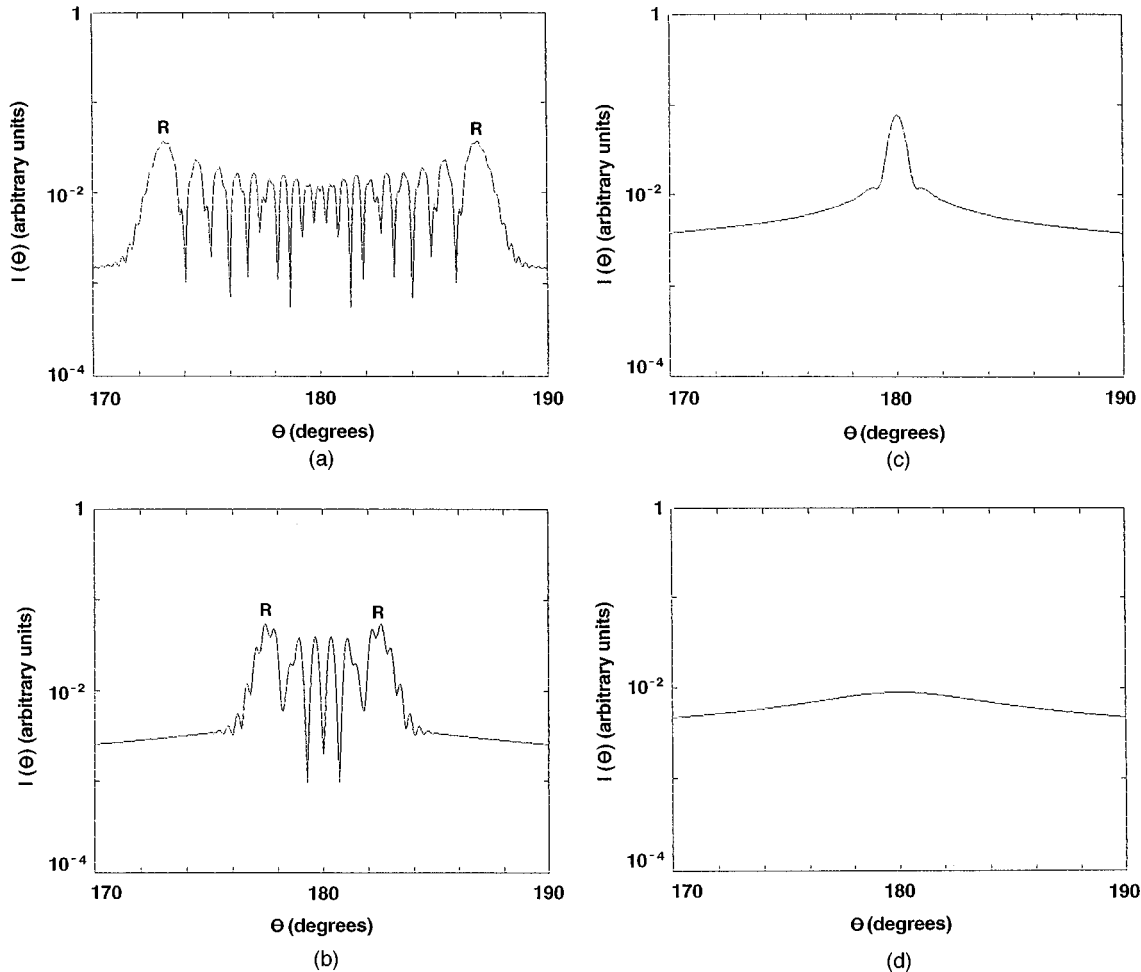 1
10⁻²
10⁻⁴
I (Θ) (arbitrary units)
R
R
170
180
190
Θ (degrees)
(a)
1
10⁻²
10⁻⁴
I (Θ) (arbitrary units)
170
180
190
Θ (degrees)
(c)
1
10⁻²
10⁻⁴
I (Θ) (arbitrary units)
R
R
170
180
190
Θ (degrees)
(b)
1
10⁻²
10⁻⁴
I (Θ) (arbitrary units)
170
180
190
Θ (degrees)
(d)